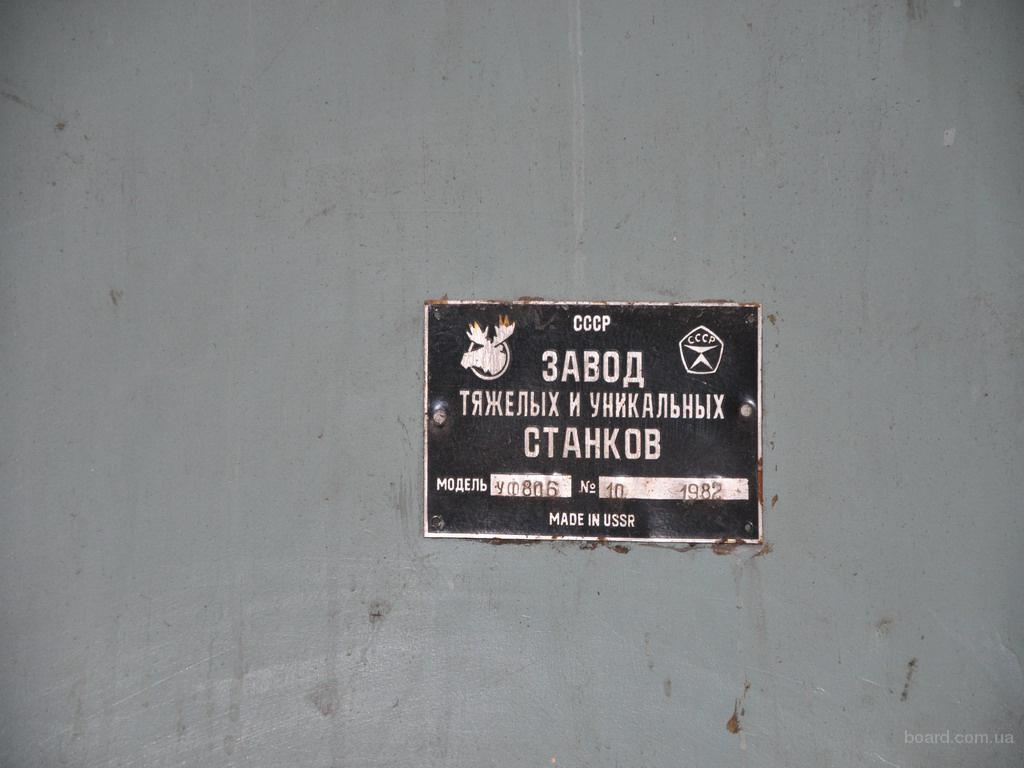 СССР
СССР
ЗАВОД
ТЯЖЕЛЫХ И УНИКАЛЬНЫХ
СТАНКОВ
МОДЕЛЬ УФ806 № 10 1982
MADE IN USSR
board.com.ua